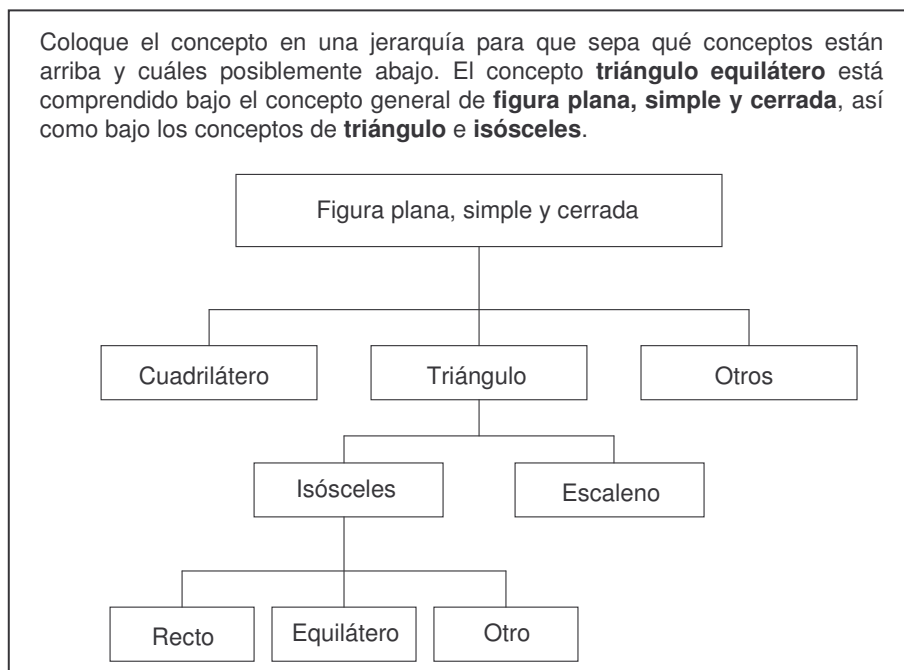 Coloque el concepto en una jerarquía para que sepa qué conceptos están
arriba y cuáles posiblemente abajo. El concepto triángulo equilátero está
comprendido bajo el concepto general de figura plana, simple y cerrada, así
como bajo los conceptos de triángulo e isósceles.
Figura plana, simple y cerrada
Cuadrilátero
Triángulo
Otros
Isósceles
Escaleno
Recto
Equilátero
Otro